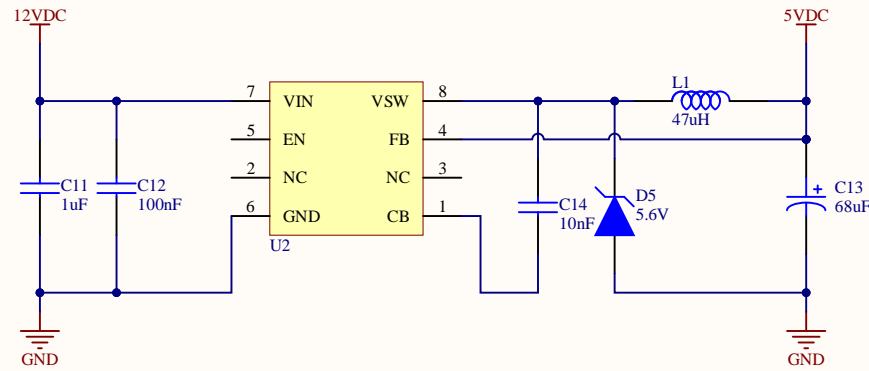 12VDC
5VDC
7 VIN VSW 8
L1
47uH
5 EN FB 4
2 NC NC 3
C11
1uF
C12
100nF
6 GND CB 1
U2
C14
10nF
D5
5.6V
+
C13
68uF
GND
GND